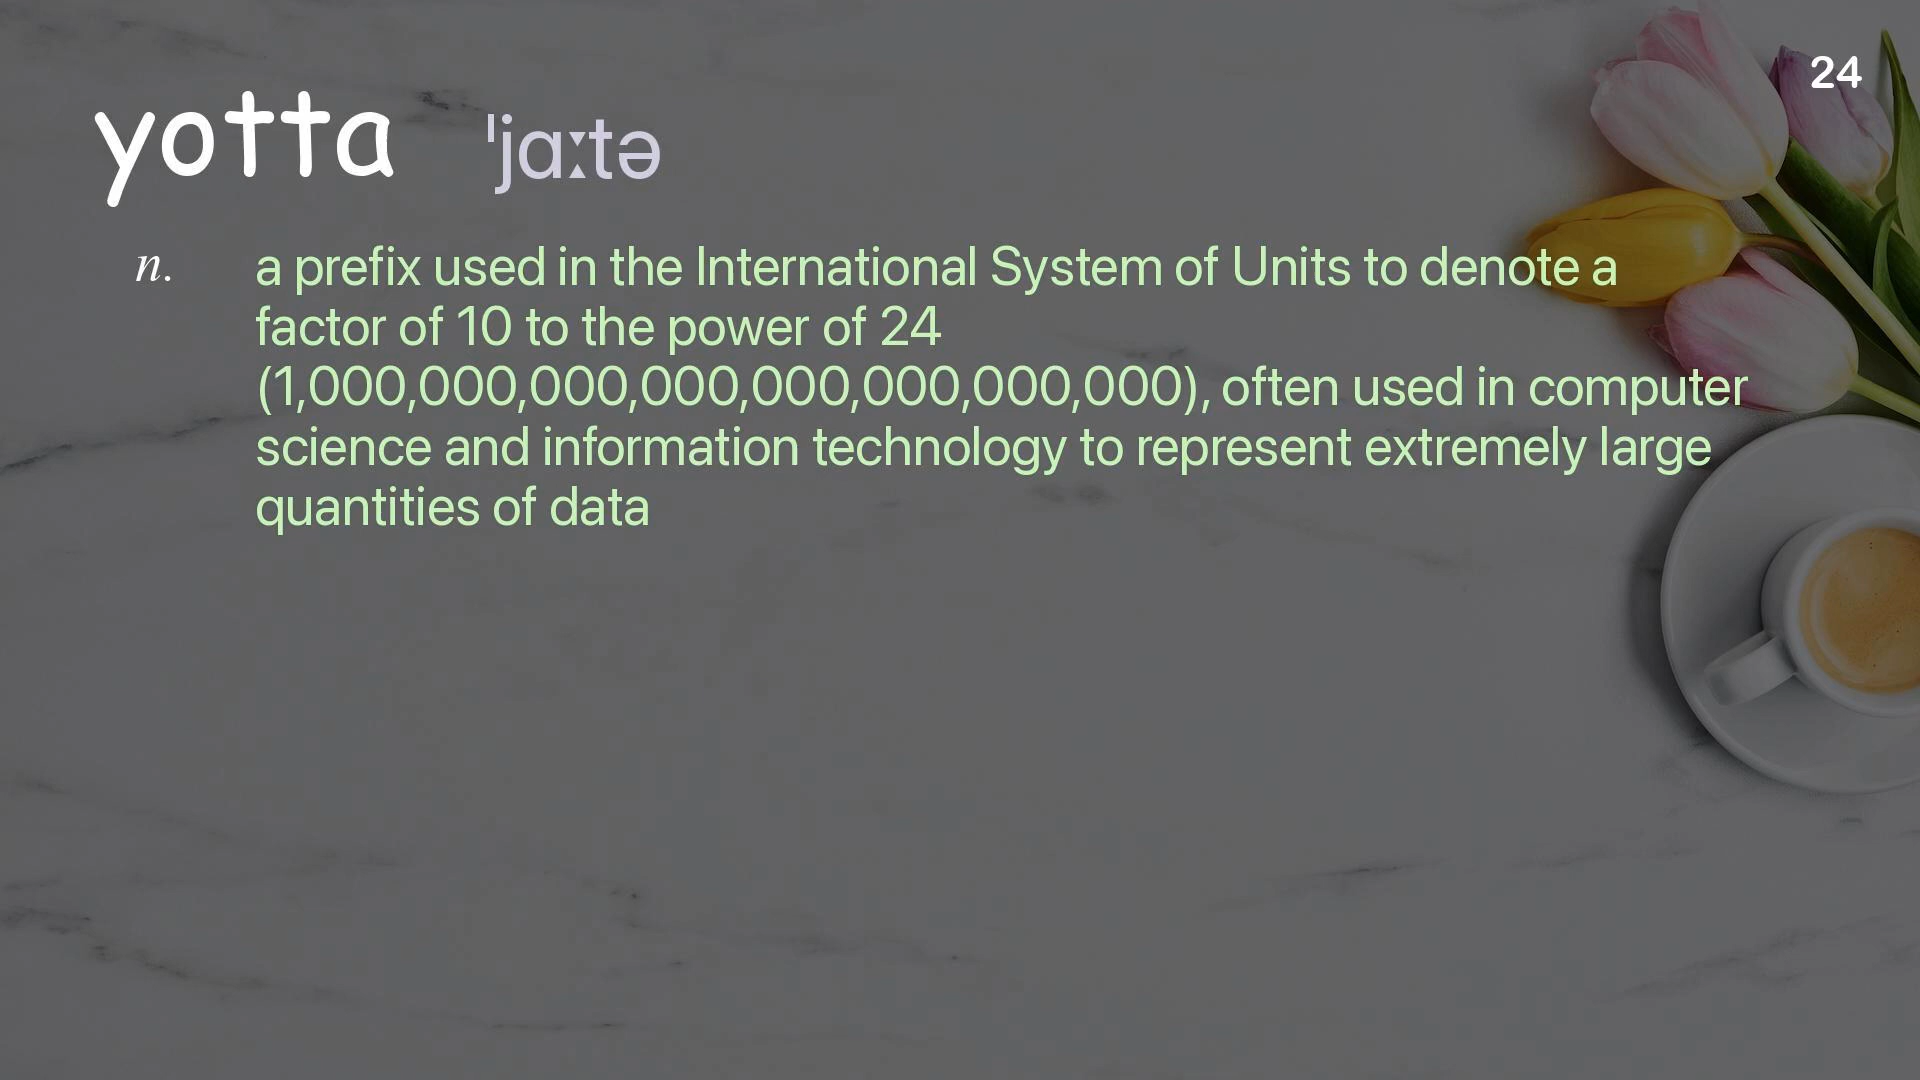 24
yotta ˈjɑːtə
n. a prefix used in the International System of Units to denote a
factor of 10 to the power of 24
(1,000,000,000,000,000,000,000,000), often used in computer
science and information technology to represent extremely large
quantities of data